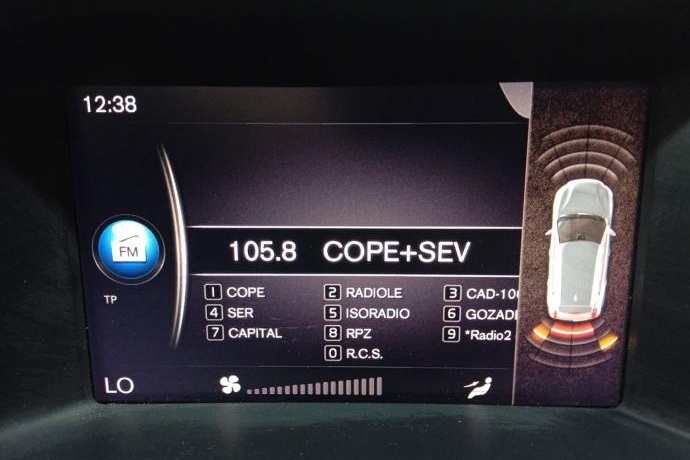 12:38
FM
105.8 COPE+SEV
TP
1 COPE 2 RADIOLE 3 CAD-10
4 SER 5 ISORADIO 6 GOZAD
7 CAPITAL 8 RPZ 9 *Radio2
0 R.C.S.
LO